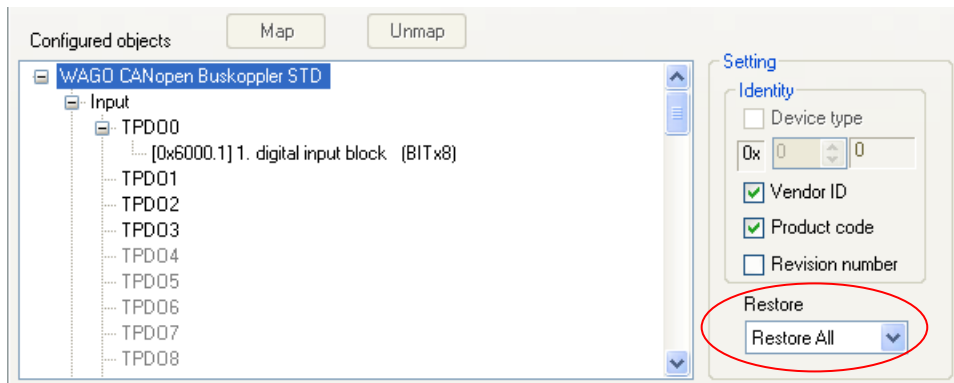 Configured objects
Map
Unmap
WAGO CANopen Buskoppler STD
Input
TPDO0
[0x6000.1] 1. digital input block (BITx8)
TPDO1
TPDO2
TPDO3
TPDO4
TPDO5
TPDO6
TPDO7
TPDO8
Setting
Identity
Device type
0x 0 0
Vendor ID
Product code
Revision number
Restore
Restore All